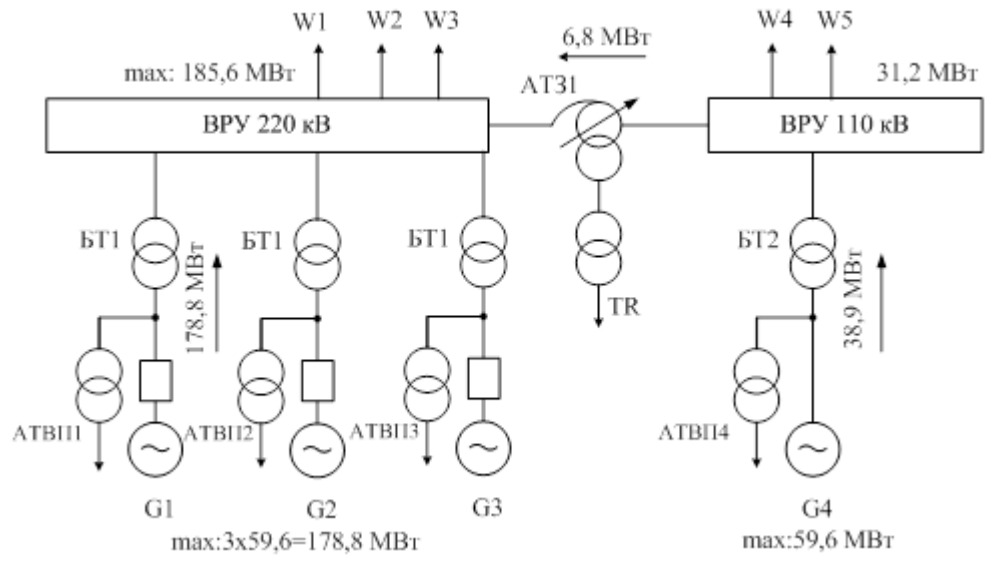 W1 W2 W3
W4 W5
6,8 МВт
max: 185,6 МВт
АТЗ1
31,2 МВт
ВРУ 220 кВ
ВРУ 110 кВ
БТ1
БТ1
БТ1
БТ2
178,8 МВт
38,9 МВт
TR
АТВП1
АТВП2
АТВП3
АТВП4
G1
G2
G3
G4
max:3x59,6=178,8 МВт
max:59,6 МВт